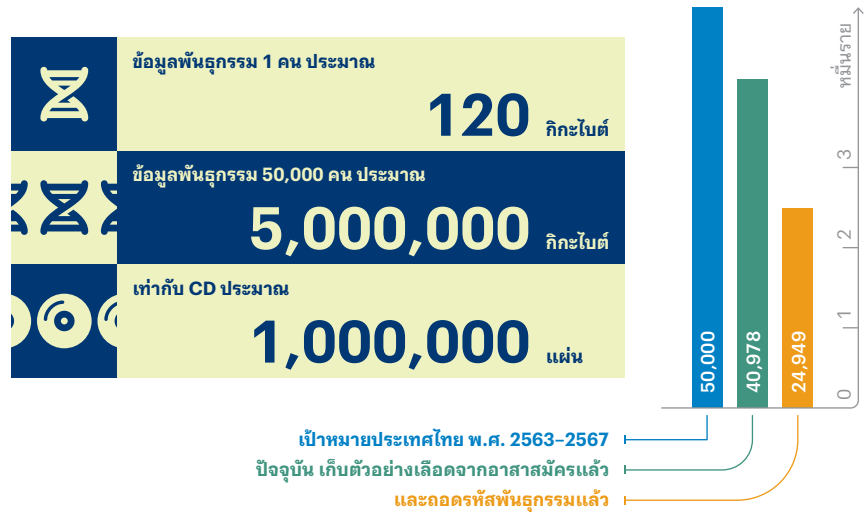 ข้อมูลพันธุกรรม 1 คน ประมาณ
120 กิกะไบต์
ข้อมูลพันธุกรรม 50,000 คน ประมาณ
5,000,000 กิกะไบต์
เท่ากับ CD ประมาณ
1,000,000 แผ่น
หมื่นราย
3
2
1
0
50,000
40,978
24,949
เป้าหมายประเทศไทย พ.ศ. 2563–2567
ปัจจุบัน เก็บตัวอย่างเลือดจากอาสาสมัครแล้ว
และถอดรหัสพันธุกรรมแล้ว